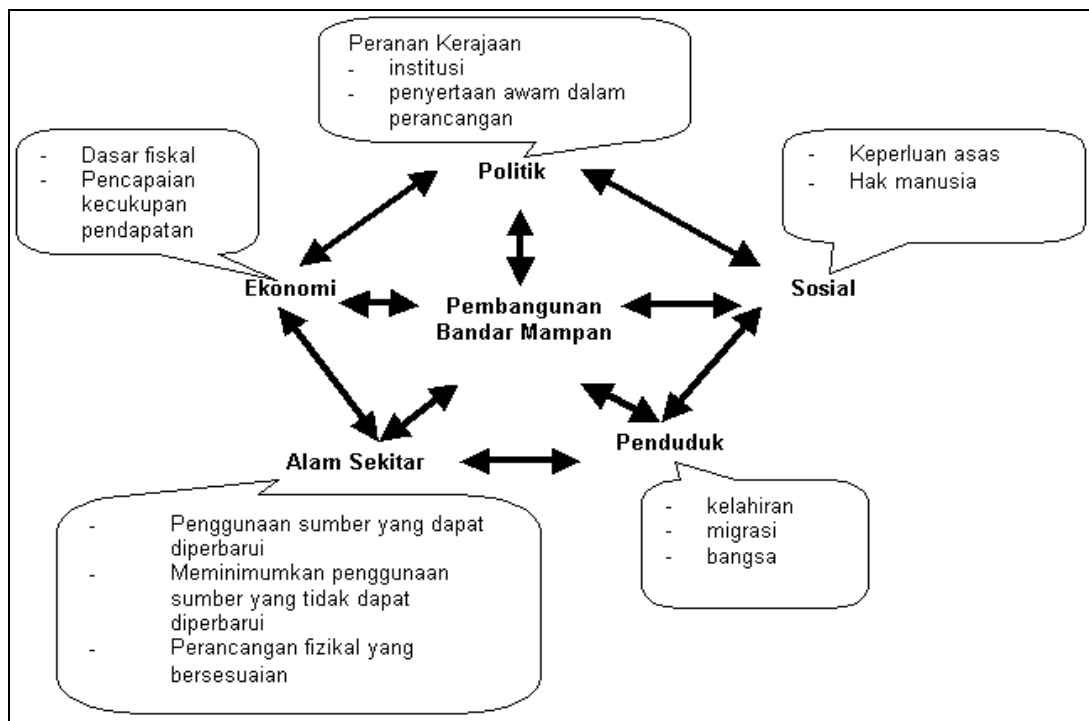 Peranan Kerajaan
- institusi
- penyertaan awam dalam
perancangan
Politik
- Dasar fiskal
- Pencapaian
kecukupan
pendapatan
Ekonomi
- Keperluan asas
- Hak manusia
Sosial
Pembangunan
Bandar Mampan
Alam Sekitar
- Penggunaan sumber yang dapat
diperbarui
- Meminimumkan penggunaan
sumber yang tidak dapat
diperbarui
- Perancangan fizikal yang
bersesuaian
Penduduk
- kelahiran
- migrasi
- bangsa